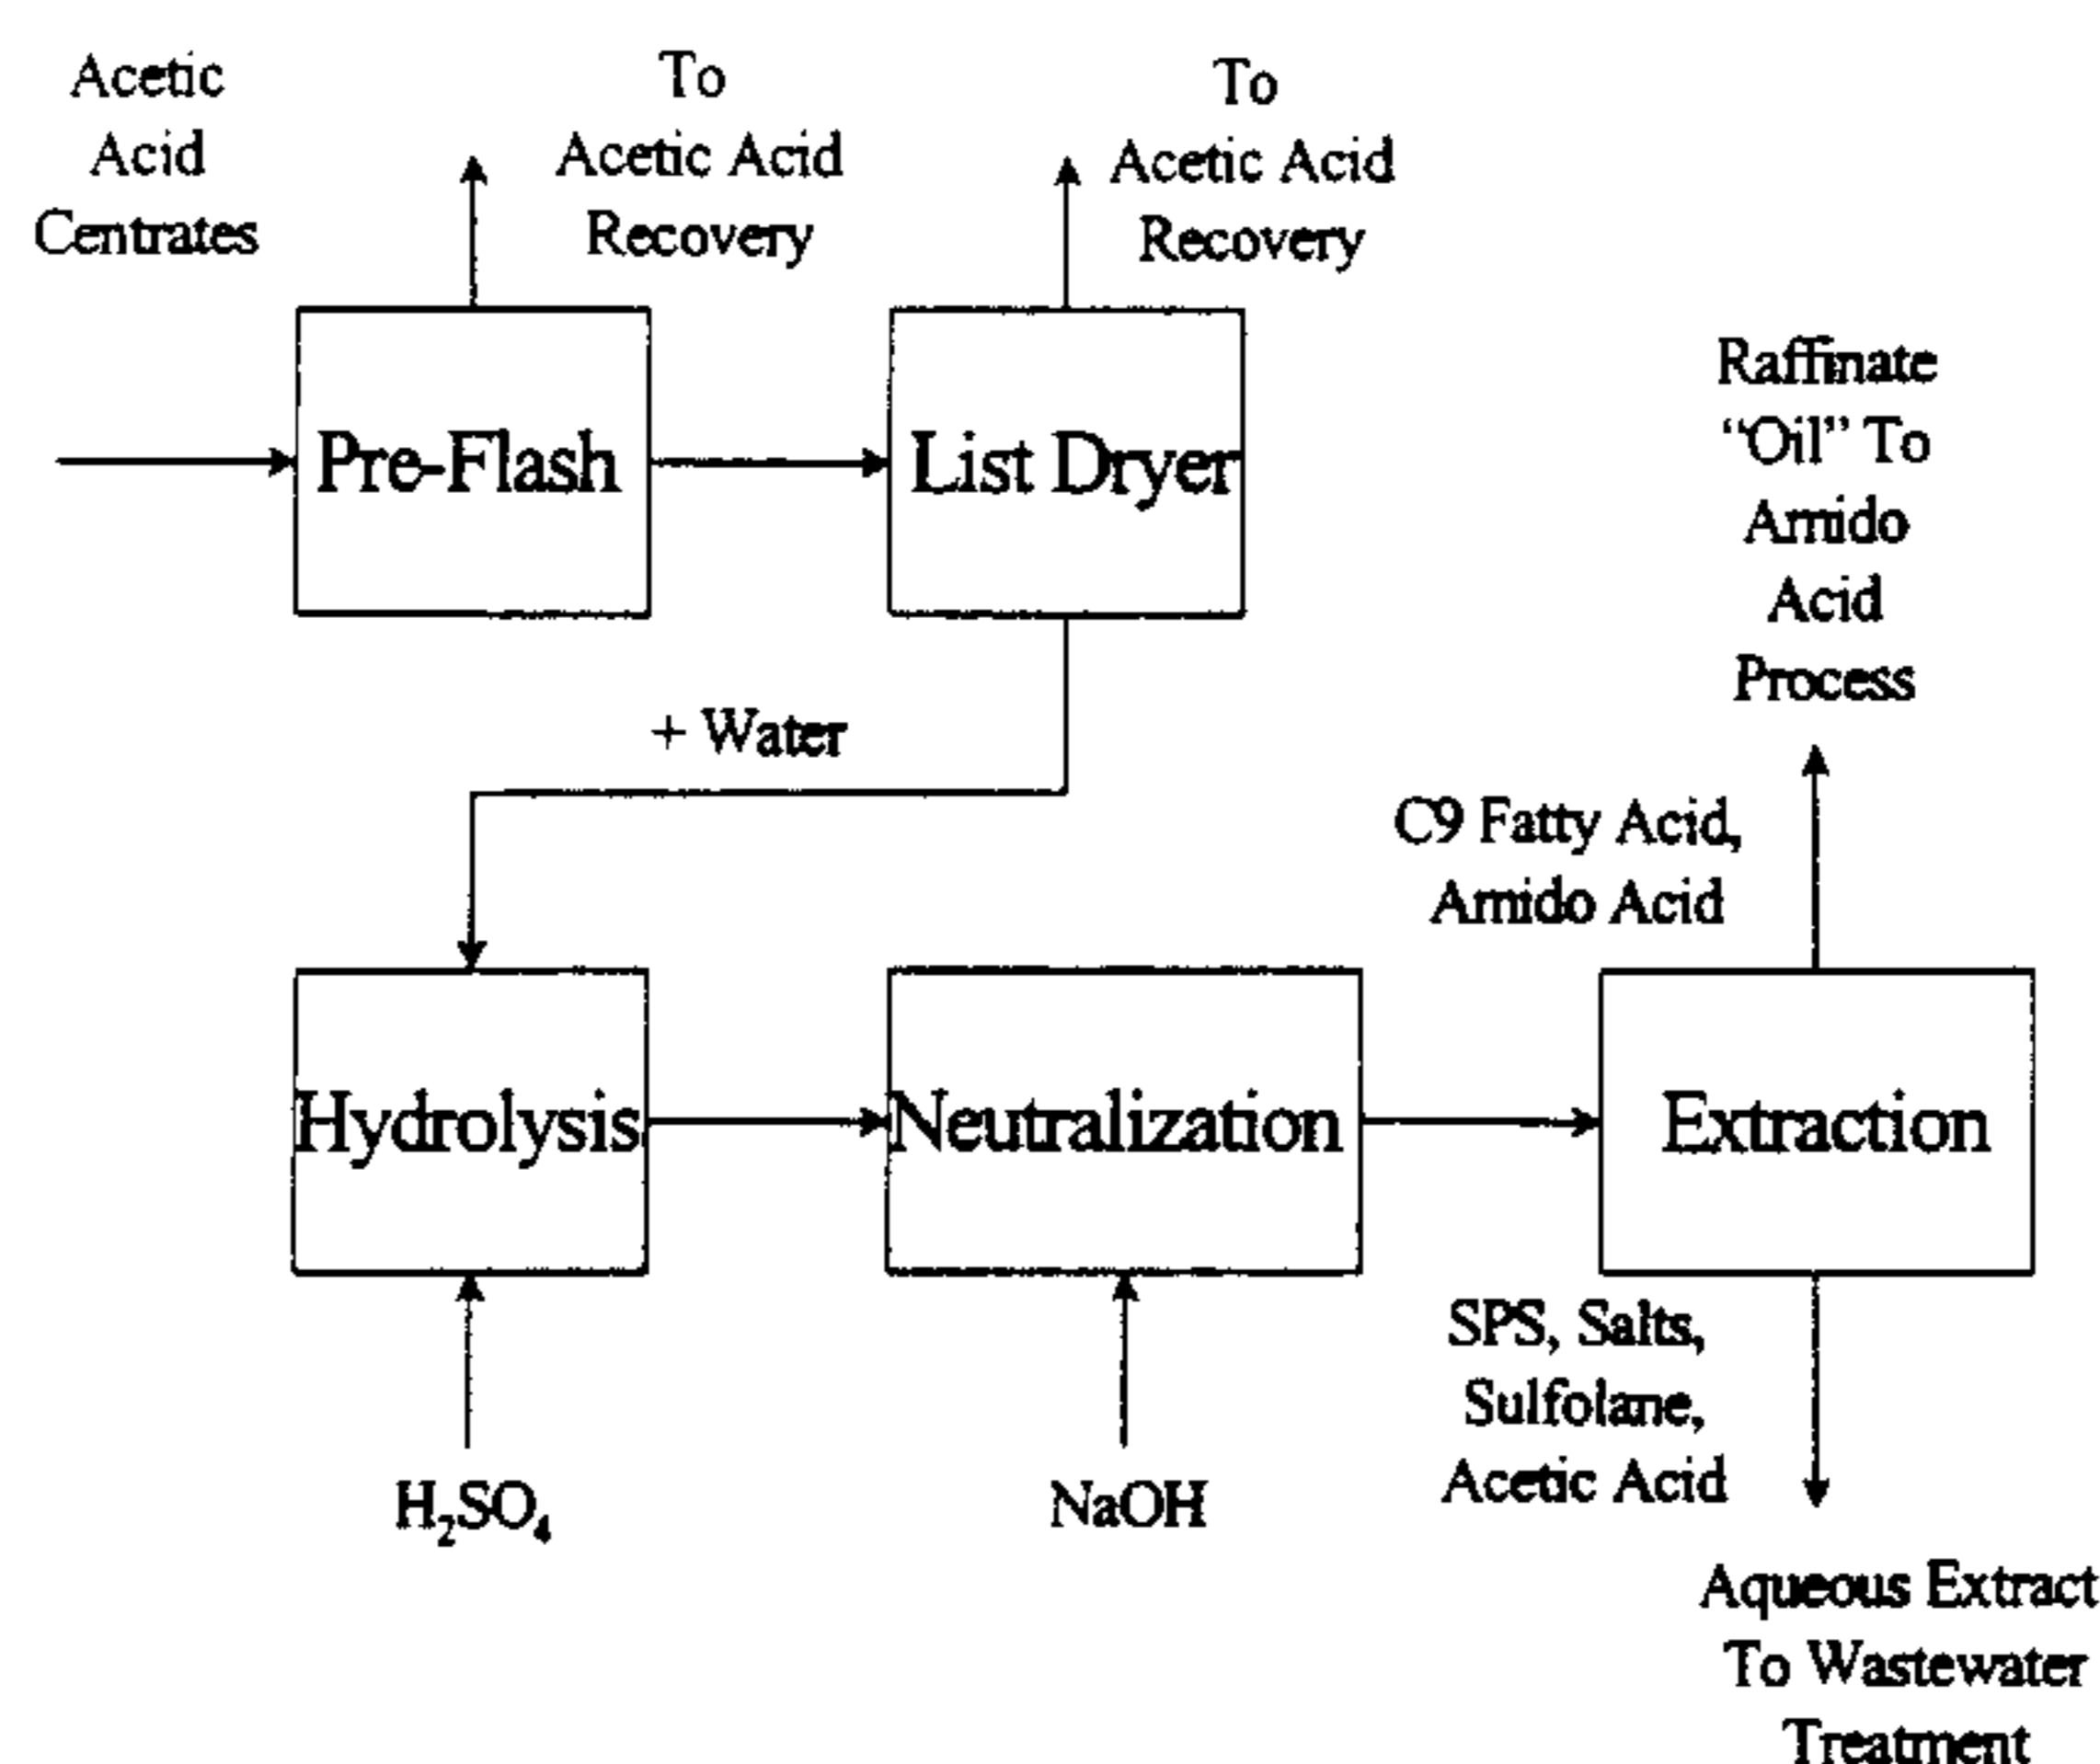 Acetic
Acid
Centrates
To
Acetic Acid
Recovery
To
Acetic Acid
Recovery
Pre-Flash
List Dryer
Raffinate
“Oil” To
Amido
Acid
Process
+ Water
C9 Fatty Acid,
Amido Acid
Hydrolysis
Neutralization
Extraction
H₂SO₄
NaOH
SPS, Salts,
Sulfolane,
Acetic Acid
Aqueous Extract
To Wastewater
Treatment